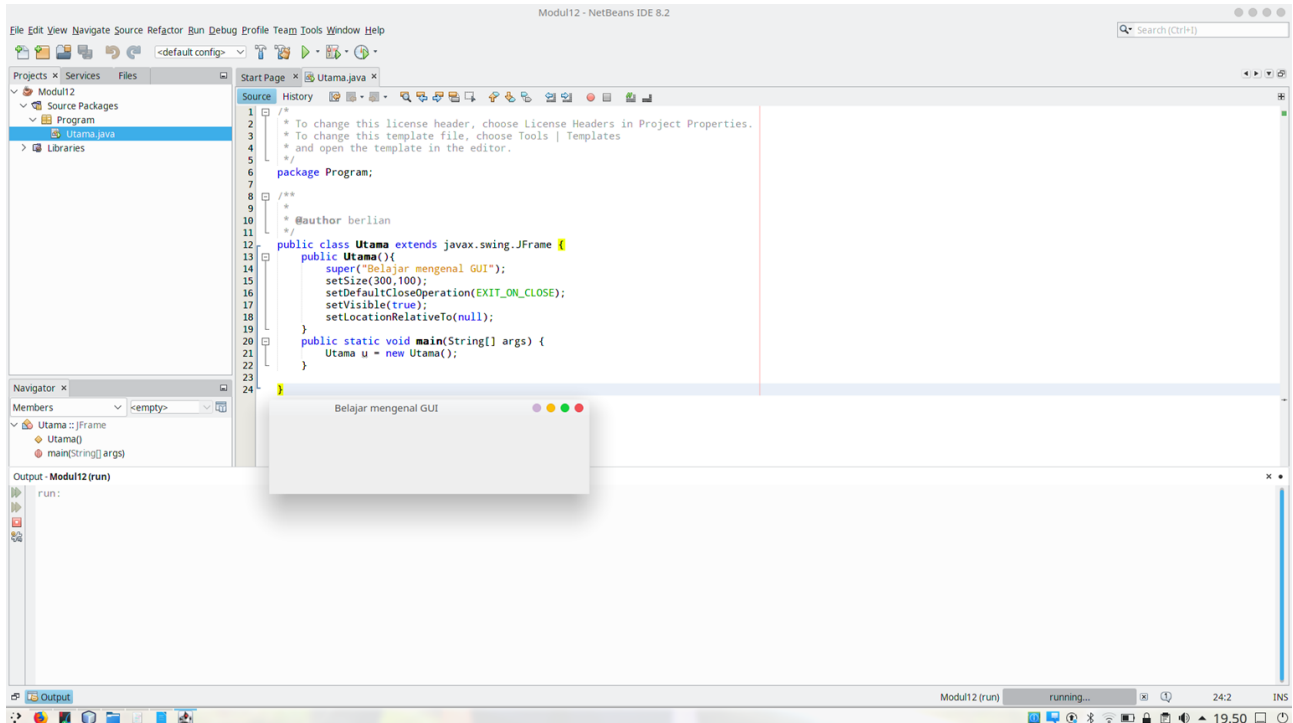 Modul12 - NetBeans IDE 8.2
File Edit View Navigate Source Refactor Run Debug Profile Team Tools Window Help
Search (Ctrl+I)
<default config>
Projects Services Files
Start Page Utama.java
Modul12
Source Packages
Program
Utama.java
Libraries
Source History
1 /*
2 * To change this license header, choose License Headers in Project Properties.
3 * To change this template file, choose Tools | Templates
4 * and open the template in the editor.
5 */
6 package Program;
7
8 /**
9 *
10 * @author berlian
11 */
12 public class Utama extends javax.swing.JFrame {
13 public Utama(){
14 super("Belajar mengenal GUI");
15 setSize(300,100);
16 setDefaultCloseOperation(EXIT_ON_CLOSE);
17 setVisible(true);
18 setLocationRelativeTo(null);
19 }
20 public static void main(String[] args) {
21 Utama u = new Utama();
22 }
23
24 }
Navigator
Members <empty>
Utama :: JFrame
Utama()
main(String[] args)
Belajar mengenal GUI
Output - Modul12 (run)
run:
Output
Modul12 (run) running... 24:2 INS
19.50